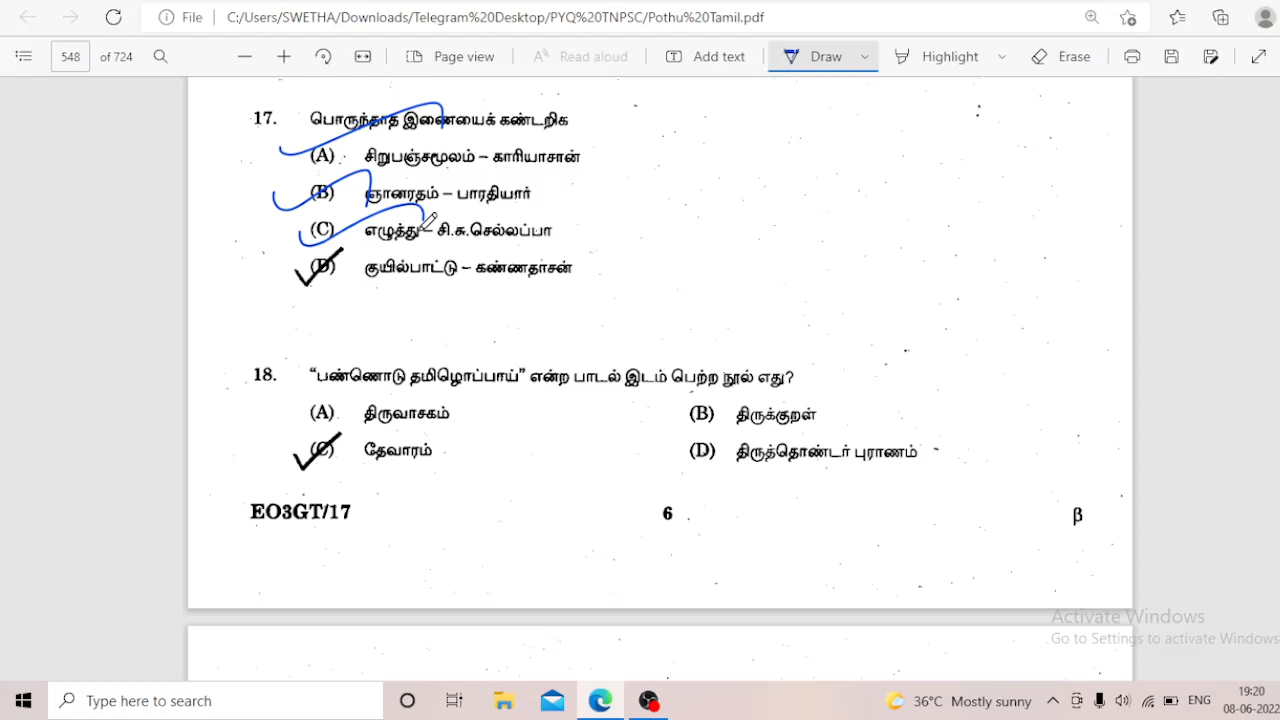 File C:/Users/SWETHA/Downloads/Telegram%20Desktop/PYQ%20TNPSC/Pothu%20Tamil.pdf
548 of 724 Page view Read aloud Add text Draw Highlight Erase
17. பொருந்தாத இணையைக் கண்டறிக
(A) சிறுபஞ்சமூலம் – காரியாசான்
(B) ஞானரதம் – பாரதியார்
(C) எழுத்து – சி.சு.செல்லப்பா
(D) குயில்பாட்டு – கண்ணதாசன்
18. “பண்ணொடு தமிழொப்பாய்” என்ற பாடல் இடம் பெற்ற நூல் எது?
(A) திருவாசகம் (B) திருக்குறள்
(C) தேவாரம் (D) திருத்தொண்டர் புராணம்
EO3GT/17 6 β
Activate Windows
Go to Settings to activate Windows
Type here to search 36°C Mostly sunny ENG 19:20
08-06-2022